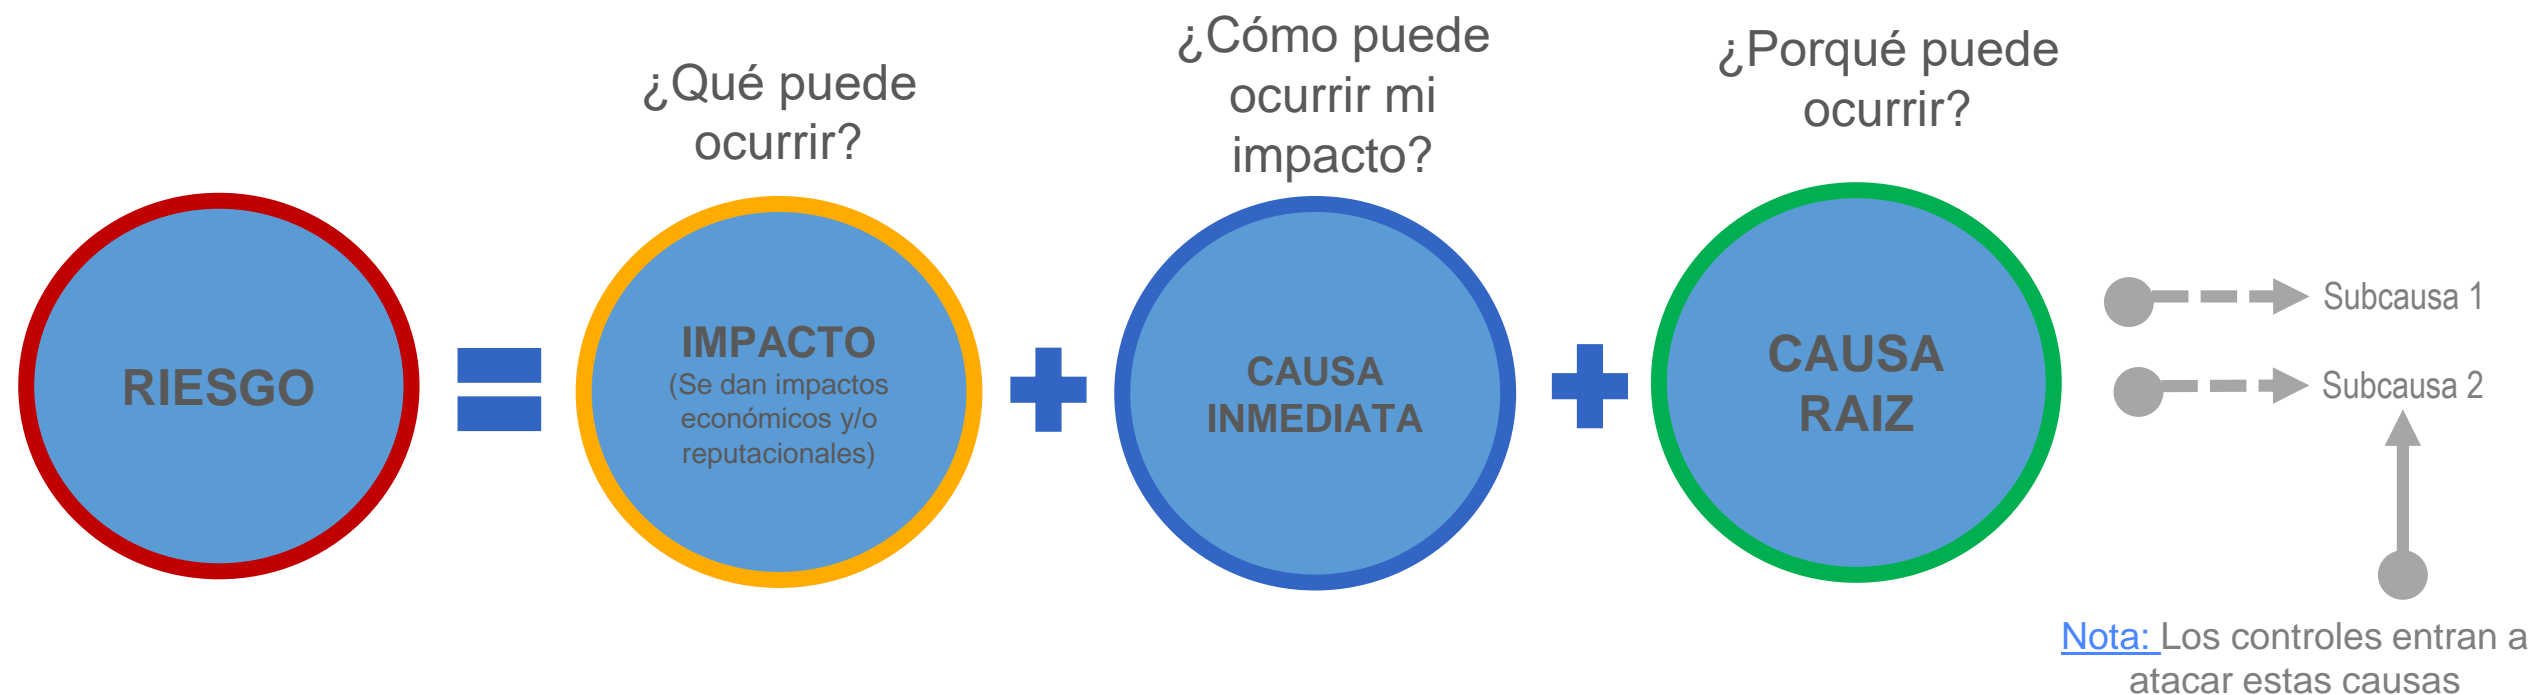 ¿Qué puede
ocurrir?
¿Cómo puede
ocurrir mi
impacto?
¿Porqué puede
ocurrir?
RIESGO
IMPACTO
(Se dan impactos
económicos y/o
reputacionales)
CAUSA
INMEDIATA
CAUSA
RAIZ
Subcausa 1
Subcausa 2
Nota: Los controles entran a
atacar estas causas